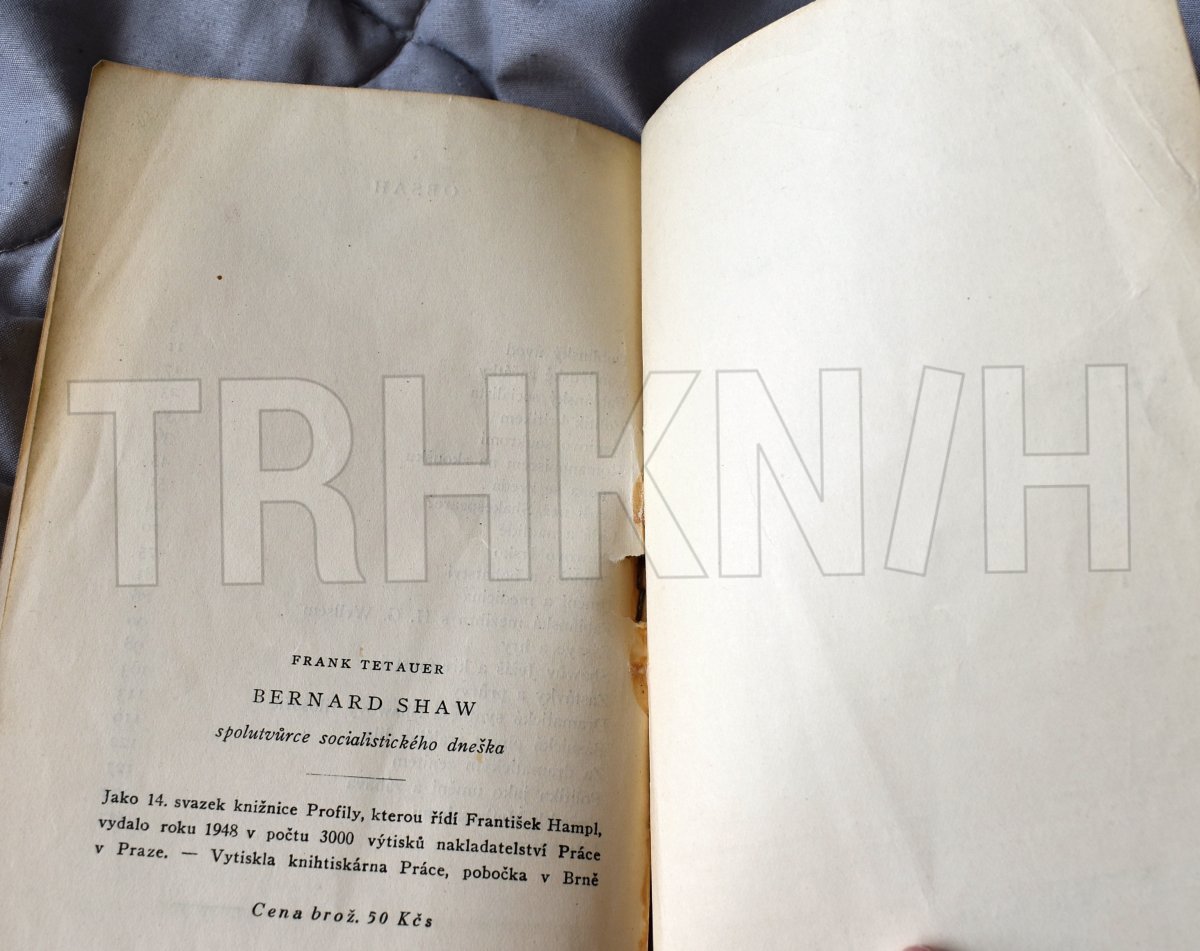 FRANK TETAUER
BERNARD SHAW
spolutvůrce socialistického dneška
Jako 14. svazek knižnice Profily, kterou řídí František Hampl,
vydalo roku 1948 v počtu 3000 výtisků nakladatelství Práce
v Praze. — Vytiskla knihtiskárna Práce, pobočka v Brně
Cena brož. 50 Kčs
TRHKN/H